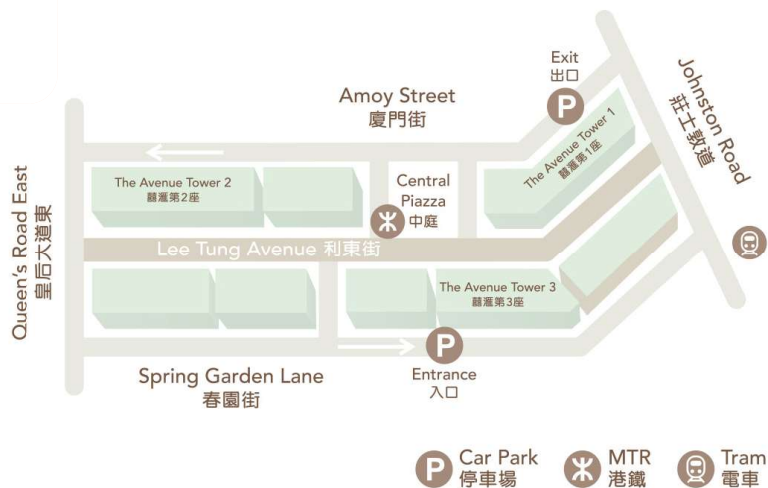 Exit
出口
P
Amoy Street
廈門街
Johnston Road
莊士敦道
The Avenue Tower 1
囍滙第1座
The Avenue Tower 2
囍滙第2座
Central
Piazza
中庭
Queen's Road East
皇后大道東
Lee Tung Avenue 利東街
The Avenue Tower 3
囍滙第3座
P
Entrance
入口
Spring Garden Lane
春園街
P
Car Park
停車場
MTR
港鐵
Tram
電車